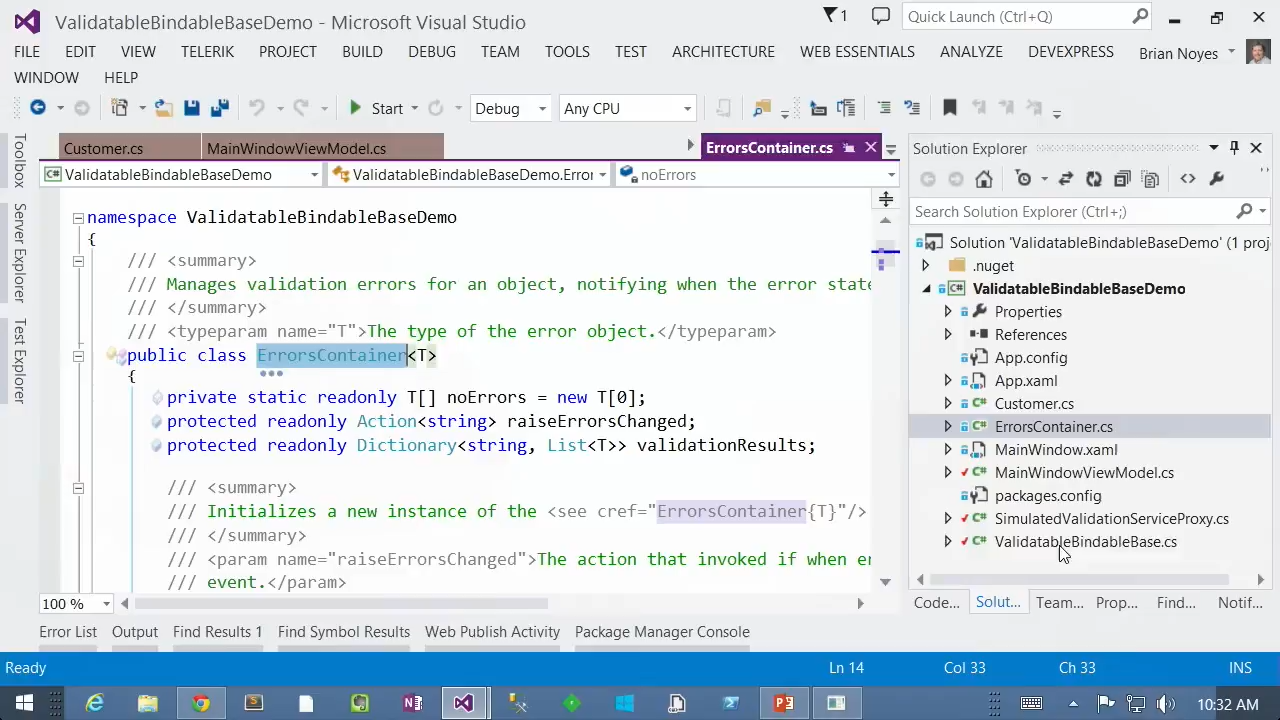 ValidatableBindableBaseDemo - Microsoft Visual Studio
1
Quick Launch (Ctrl+Q)
FILE EDIT VIEW TELERIK PROJECT BUILD DEBUG TEAM TOOLS TEST ARCHITECTURE WEB ESSENTIALS ANALYZE DEVEXPRESS Brian Noyes
WINDOW HELP
Start Debug Any CPU
Toolbox
Server Explorer
Test Explorer
Customer.cs MainWindowViewModel.cs ErrorsContainer.cs
ValidatableBindableBaseDemo ValidatableBindableBaseDemo.Error noErrors
namespace ValidatableBindableBaseDemo
{
/// <summary>
/// Manages validation errors for an object, notifying when the error state
/// </summary>
/// <typeparam name="T">The type of the error object.</typeparam>
public class ErrorsContainer<T>
{
private static readonly T[] noErrors = new T[0];
protected readonly Action<string> raiseErrorsChanged;
protected readonly Dictionary<string, List<T>> validationResults;
/// <summary>
/// Initializes a new instance of the <see cref="ErrorsContainer{T}"/>
/// </summary>
/// <param name="raiseErrorsChanged">The action that invoked if when er
/// event.</param>
100 %
Solution Explorer
Search Solution Explorer (Ctrl+;)
Solution 'ValidatableBindableBaseDemo' (1 proj
.nuget
C# ValidatableBindableBaseDemo
Properties
References
App.config
App.xaml
C# Customer.cs
C# ErrorsContainer.cs
MainWindow.xaml
C# MainWindowViewModel.cs
packages.config
C# SimulatedValidationServiceProxy.cs
C# ValidatableBindableBase.cs
Code... Solut... Team... Prop... Find... Notif...
Error List Output Find Results 1 Find Symbol Results Web Publish Activity Package Manager Console
Ready Ln 14 Col 33 Ch 33 INS
10:32 AM